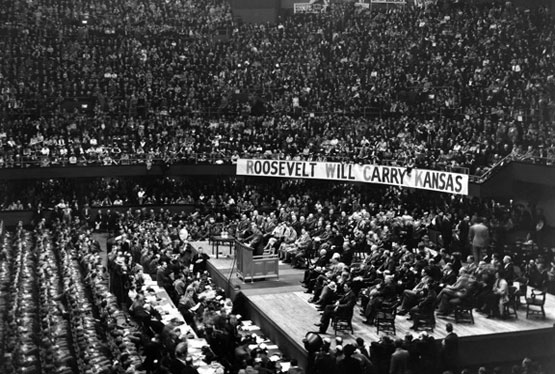 ROOSEVELT WILL CARRY KANSAS